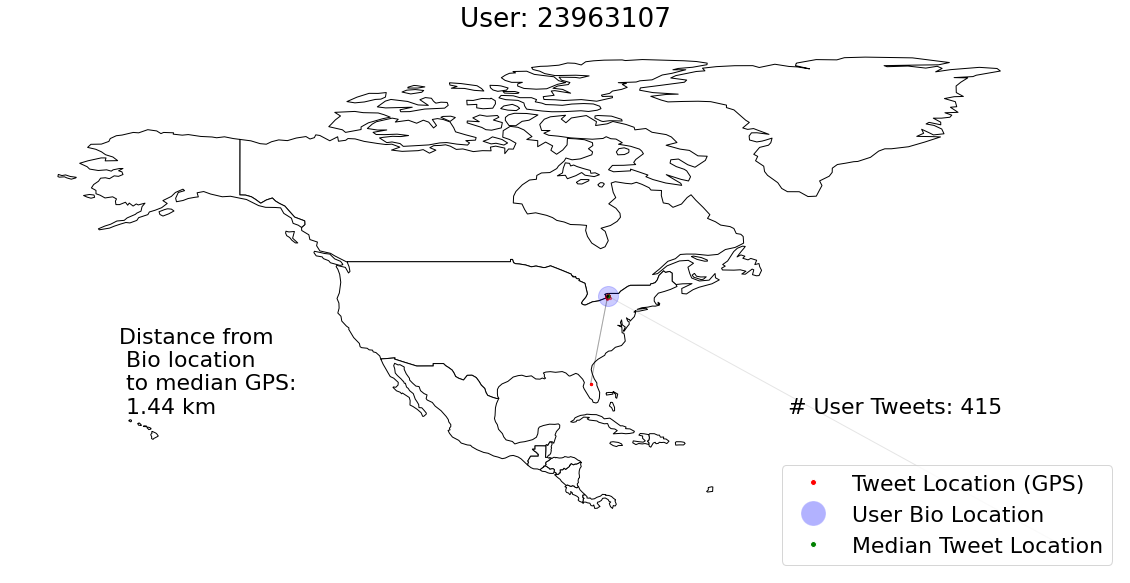 User: 23963107
Distance from
Bio location
to median GPS:
1.44 km
# User Tweets: 415
Tweet Location (GPS)
User Bio Location
Median Tweet Location